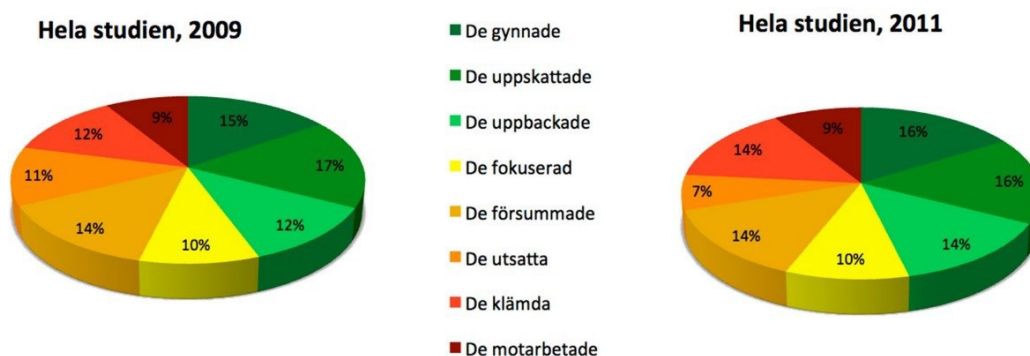 Hela studien, 2009
15%
17%
12%
10%
14%
11%
12%
9%
De gynnade
De uppskattade
De uppbackade
De fokuserad
De försummade
De utsatta
De klämda
De motarbetade
Hela studien, 2011
16%
16%
14%
10%
14%
7%
14%
9%